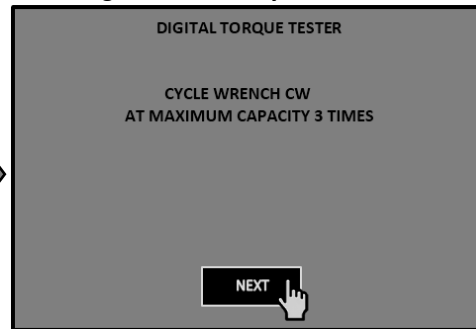 DIGITAL TORQUE TESTER
CYCLE WRENCH CW
AT MAXIMUM CAPACITY 3 TIMES
NEXT